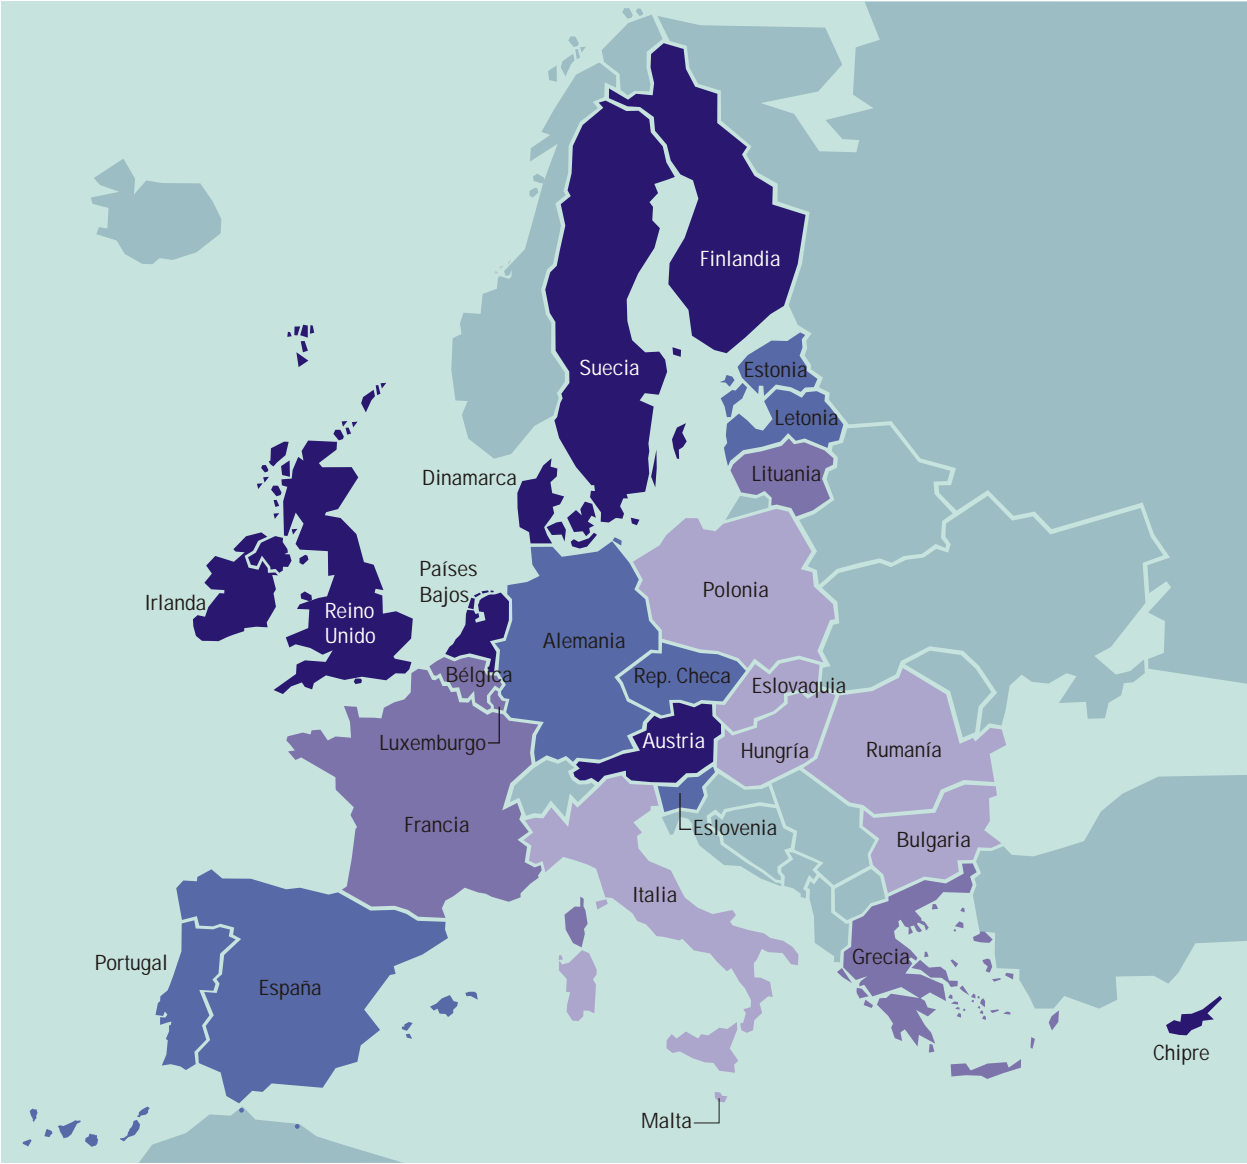 Finlandia
Suecia
Estonia
Letonia
Lituania
Dinamarca
Países
Bajos
Irlanda
Reino
Unido
Polonia
Alemania
Bélgica
Rep. Checa
Eslovaquia
Luxemburgo
Austria
Hungría
Rumanía
Francia
Eslovenia
Bulgaria
Italia
Portugal
España
Grecia
Chipre
Malta